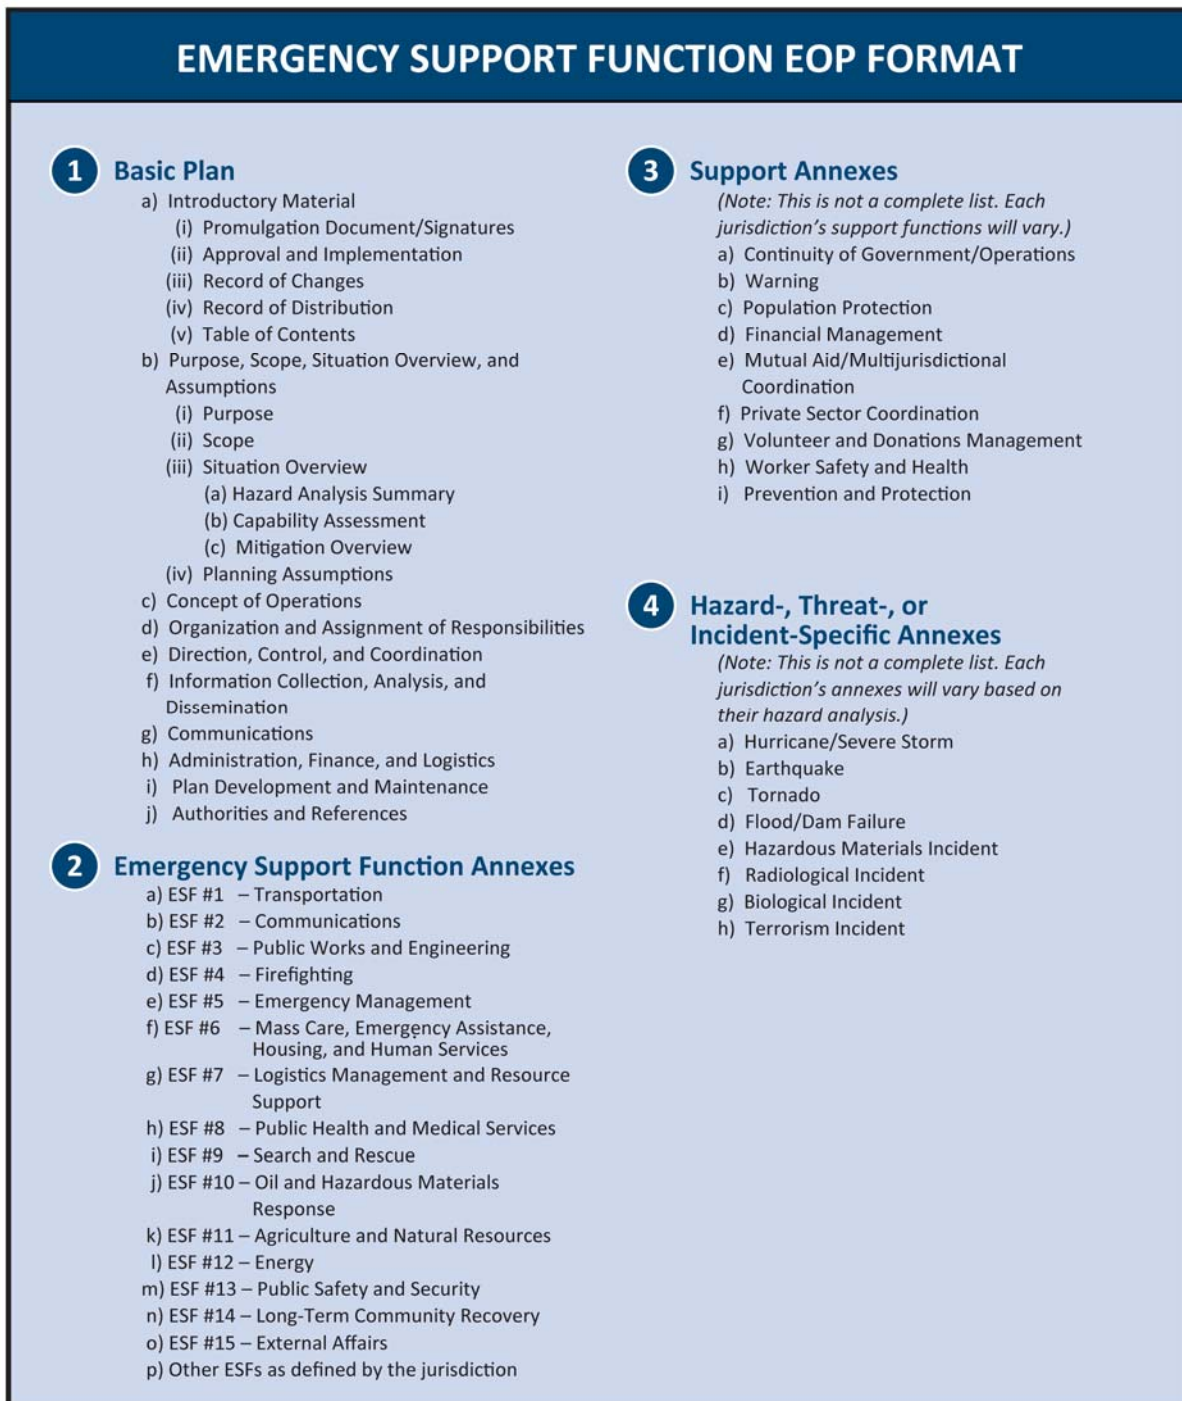 EMERGENCY SUPPORT FUNCTION EOP FORMAT
1 Basic Plan
a) Introductory Material
(i) Promulgation Document/Signatures
(ii) Approval and Implementation
(iii) Record of Changes
(iv) Record of Distribution
(v) Table of Contents
b) Purpose, Scope, Situation Overview, and
Assumptions
(i) Purpose
(ii) Scope
(iii) Situation Overview
(a) Hazard Analysis Summary
(b) Capability Assessment
(c) Mitigation Overview
(iv) Planning Assumptions
c) Concept of Operations
d) Organization and Assignment of Responsibilities
e) Direction, Control, and Coordination
f) Information Collection, Analysis, and
Dissemination
g) Communications
h) Administration, Finance, and Logistics
i) Plan Development and Maintenance
j) Authorities and References
2 Emergency Support Function Annexes
a) ESF #1 – Transportation
b) ESF #2 – Communications
c) ESF #3 – Public Works and Engineering
d) ESF #4 – Firefighting
e) ESF #5 – Emergency Management
f) ESF #6 – Mass Care, Emergency Assistance,
Housing, and Human Services
g) ESF #7 – Logistics Management and Resource
Support
h) ESF #8 – Public Health and Medical Services
i) ESF #9 – Search and Rescue
j) ESF #10 – Oil and Hazardous Materials
Response
k) ESF #11 – Agriculture and Natural Resources
l) ESF #12 – Energy
m) ESF #13 – Public Safety and Security
n) ESF #14 – Long-Term Community Recovery
o) ESF #15 – External Affairs
p) Other ESFs as defined by the jurisdiction
3 Support Annexes
(Note: This is not a complete list. Each
jurisdiction's support functions will vary.)
a) Continuity of Government/Operations
b) Warning
c) Population Protection
d) Financial Management
e) Mutual Aid/Multijurisdictional
Coordination
f) Private Sector Coordination
g) Volunteer and Donations Management
h) Worker Safety and Health
i) Prevention and Protection
4 Hazard-, Threat-, or
Incident-Specific Annexes
(Note: This is not a complete list. Each
jurisdiction's annexes will vary based on
their hazard analysis.)
a) Hurricane/Severe Storm
b) Earthquake
c) Tornado
d) Flood/Dam Failure
e) Hazardous Materials Incident
f) Radiological Incident
g) Biological Incident
h) Terrorism Incident